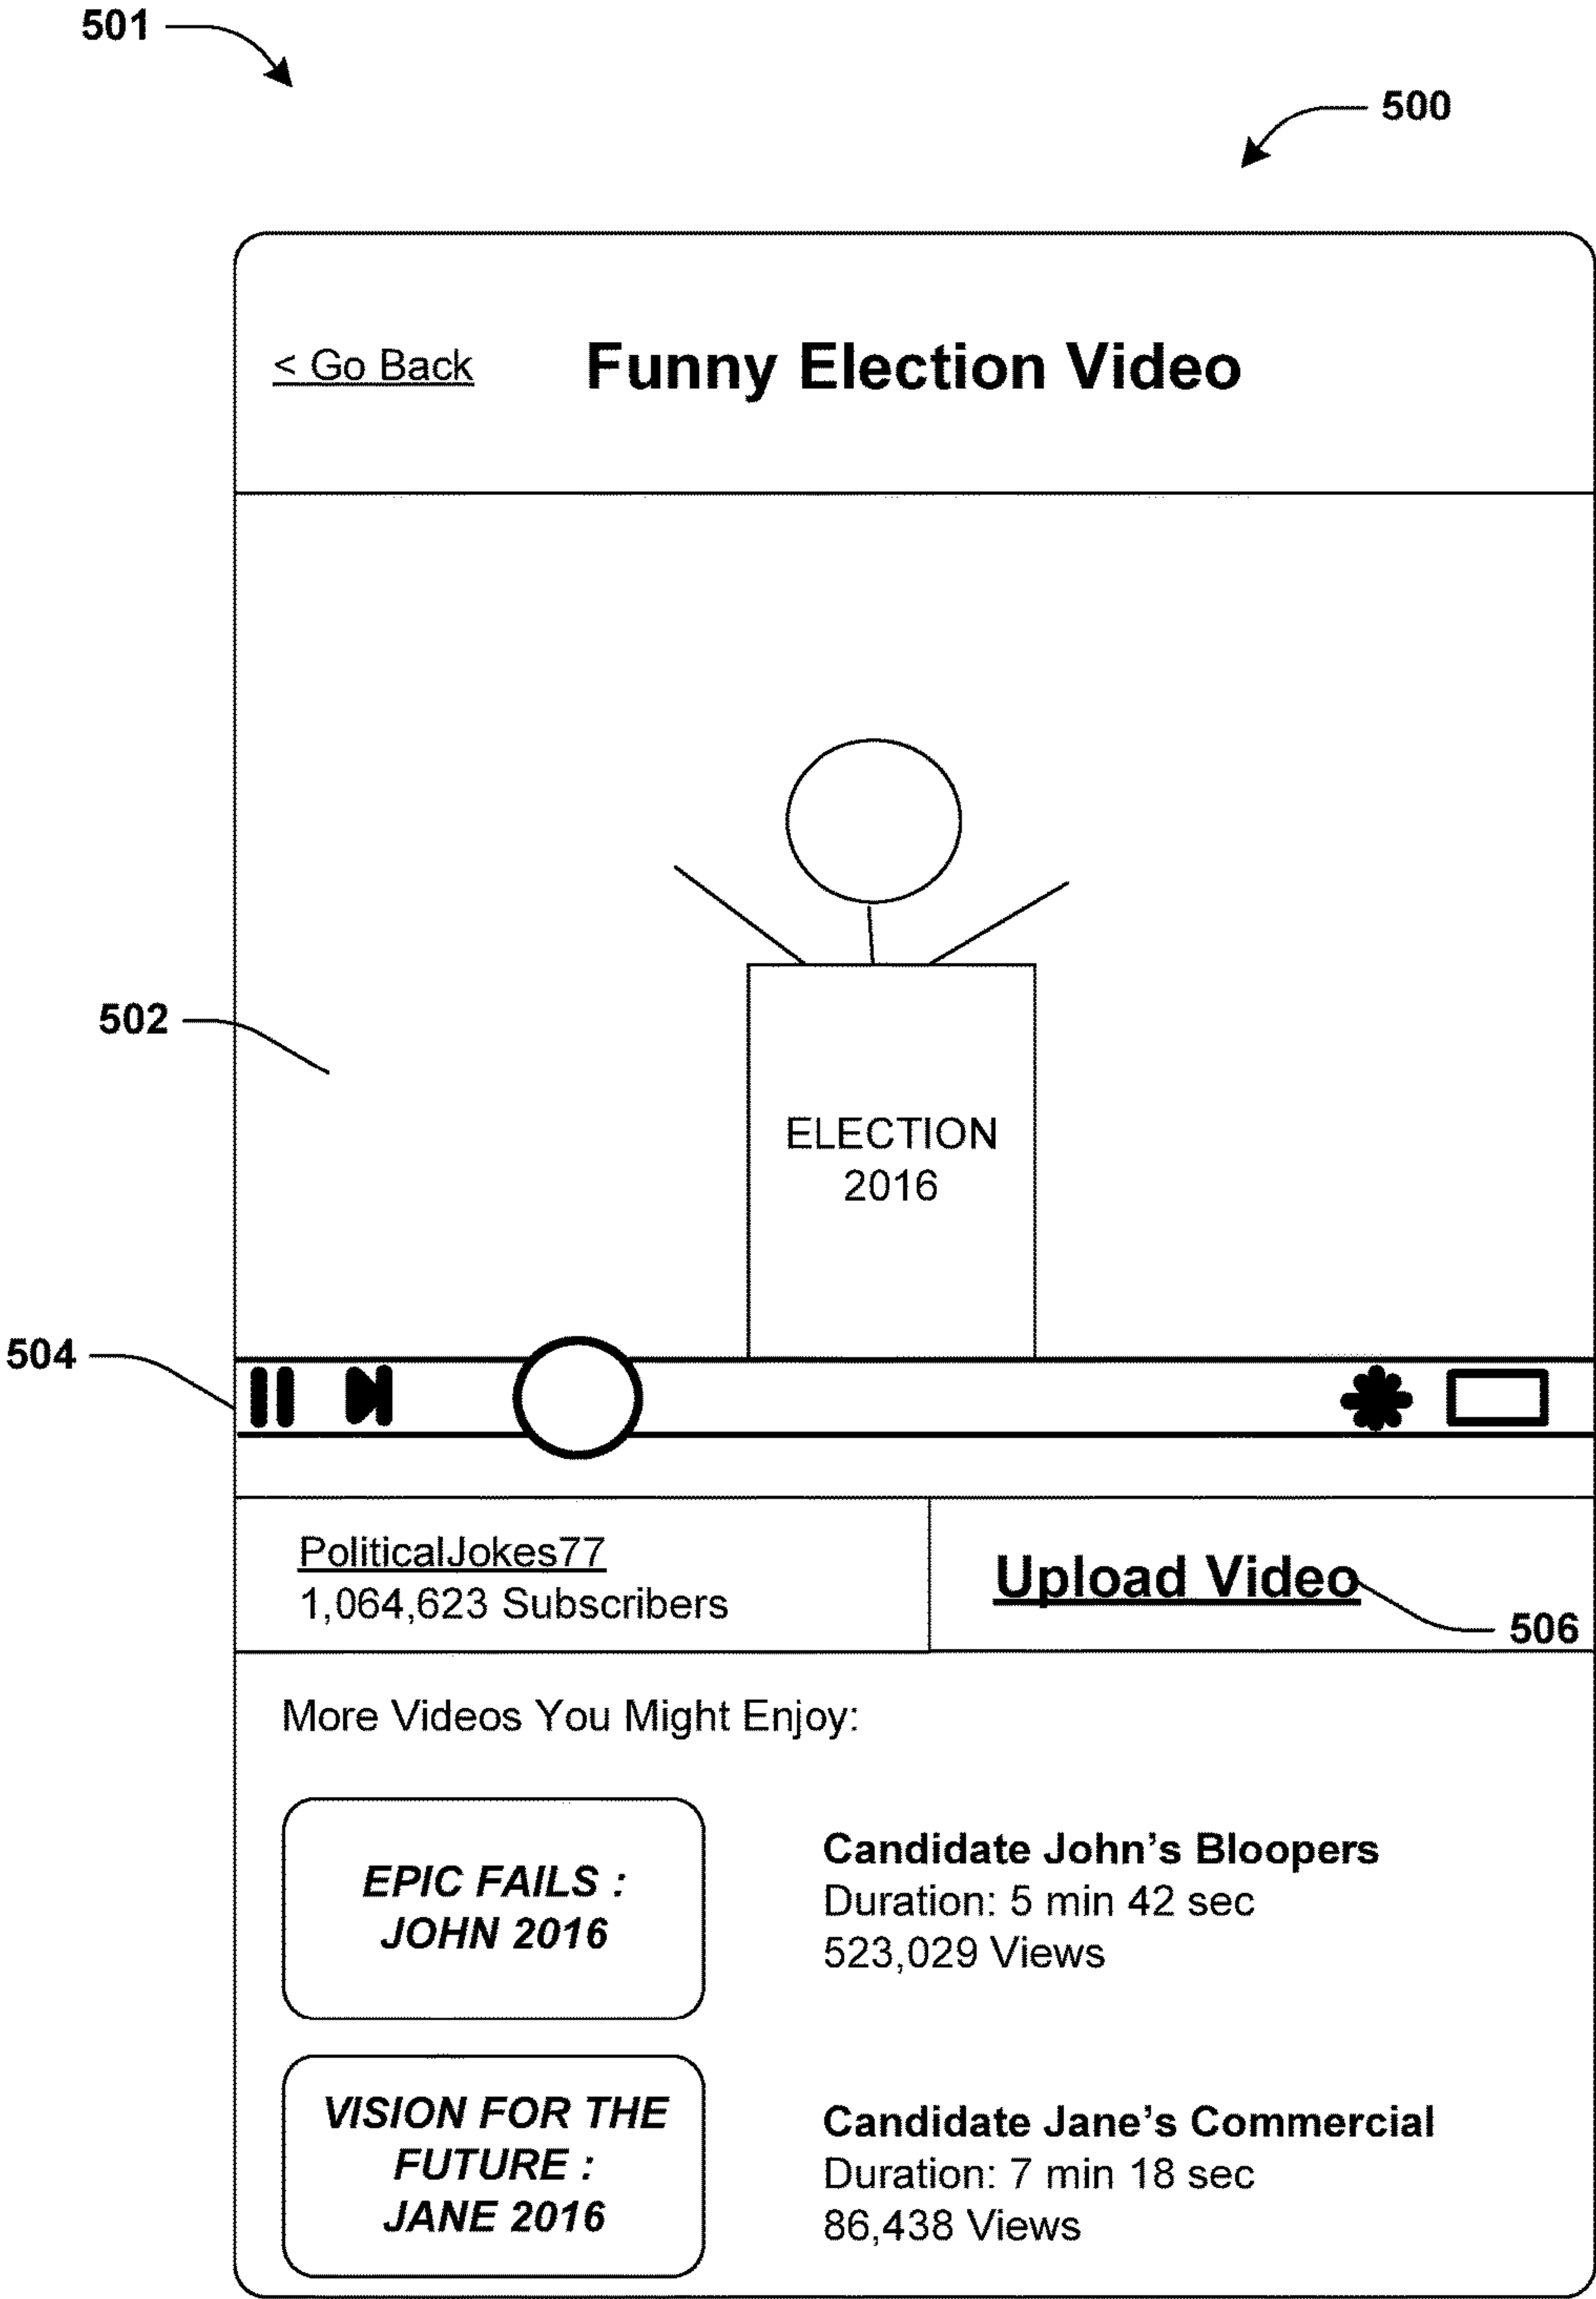 501
500
< Go Back
Funny Election Video
502
ELECTION
2016
504
PoliticalJokes77
1,064,623 Subscribers
Upload Video
506
More Videos You Might Enjoy:
EPIC FAILS :
JOHN 2016
Candidate John's Bloopers
Duration: 5 min 42 sec
523,029 Views
VISION FOR THE
FUTURE :
JANE 2016
Candidate Jane's Commercial
Duration: 7 min 18 sec
86,438 Views